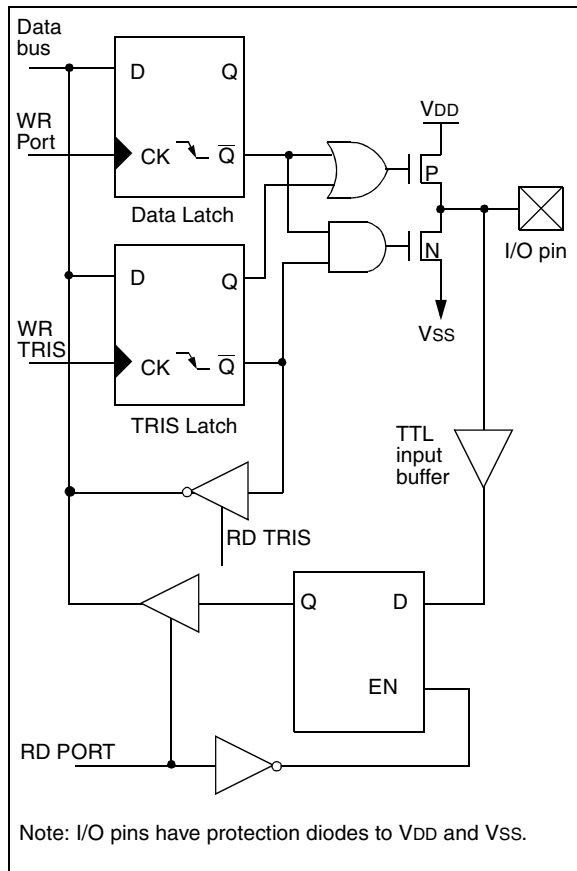 Data
bus
D
Q
WR
Port
CK
Q
Data Latch
VDD
P
I/O pin
N
VSS
D
Q
WR
TRIS
CK
Q
TRIS Latch
TTL
input
buffer
RD TRIS
Q
D
EN
RD PORT
Note: I/O pins have protection diodes to VDD and VSS.